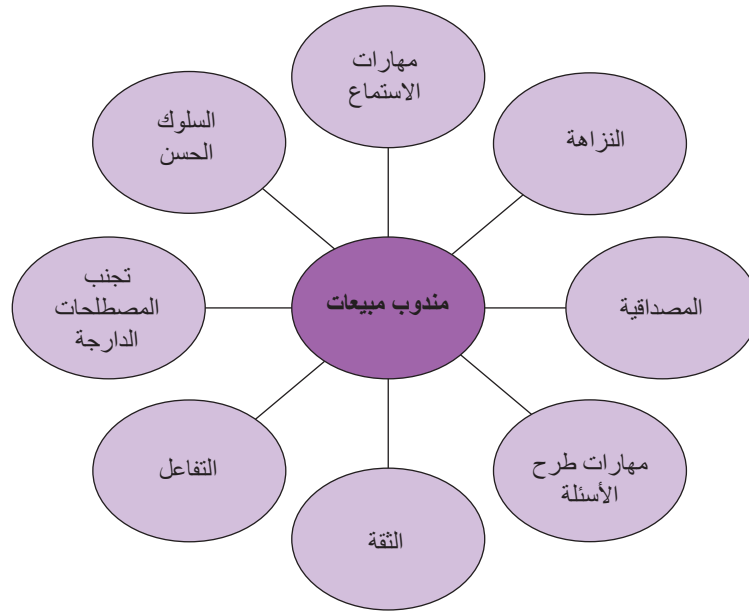 مهارات
الاستماع
النزاهة
المصداقية
مهارات طرح
الأسئلة
الثقة
التفاعل
تجنب
المصطلحات
الدارجة
السلوك
الحسن
مندوب مبيعات